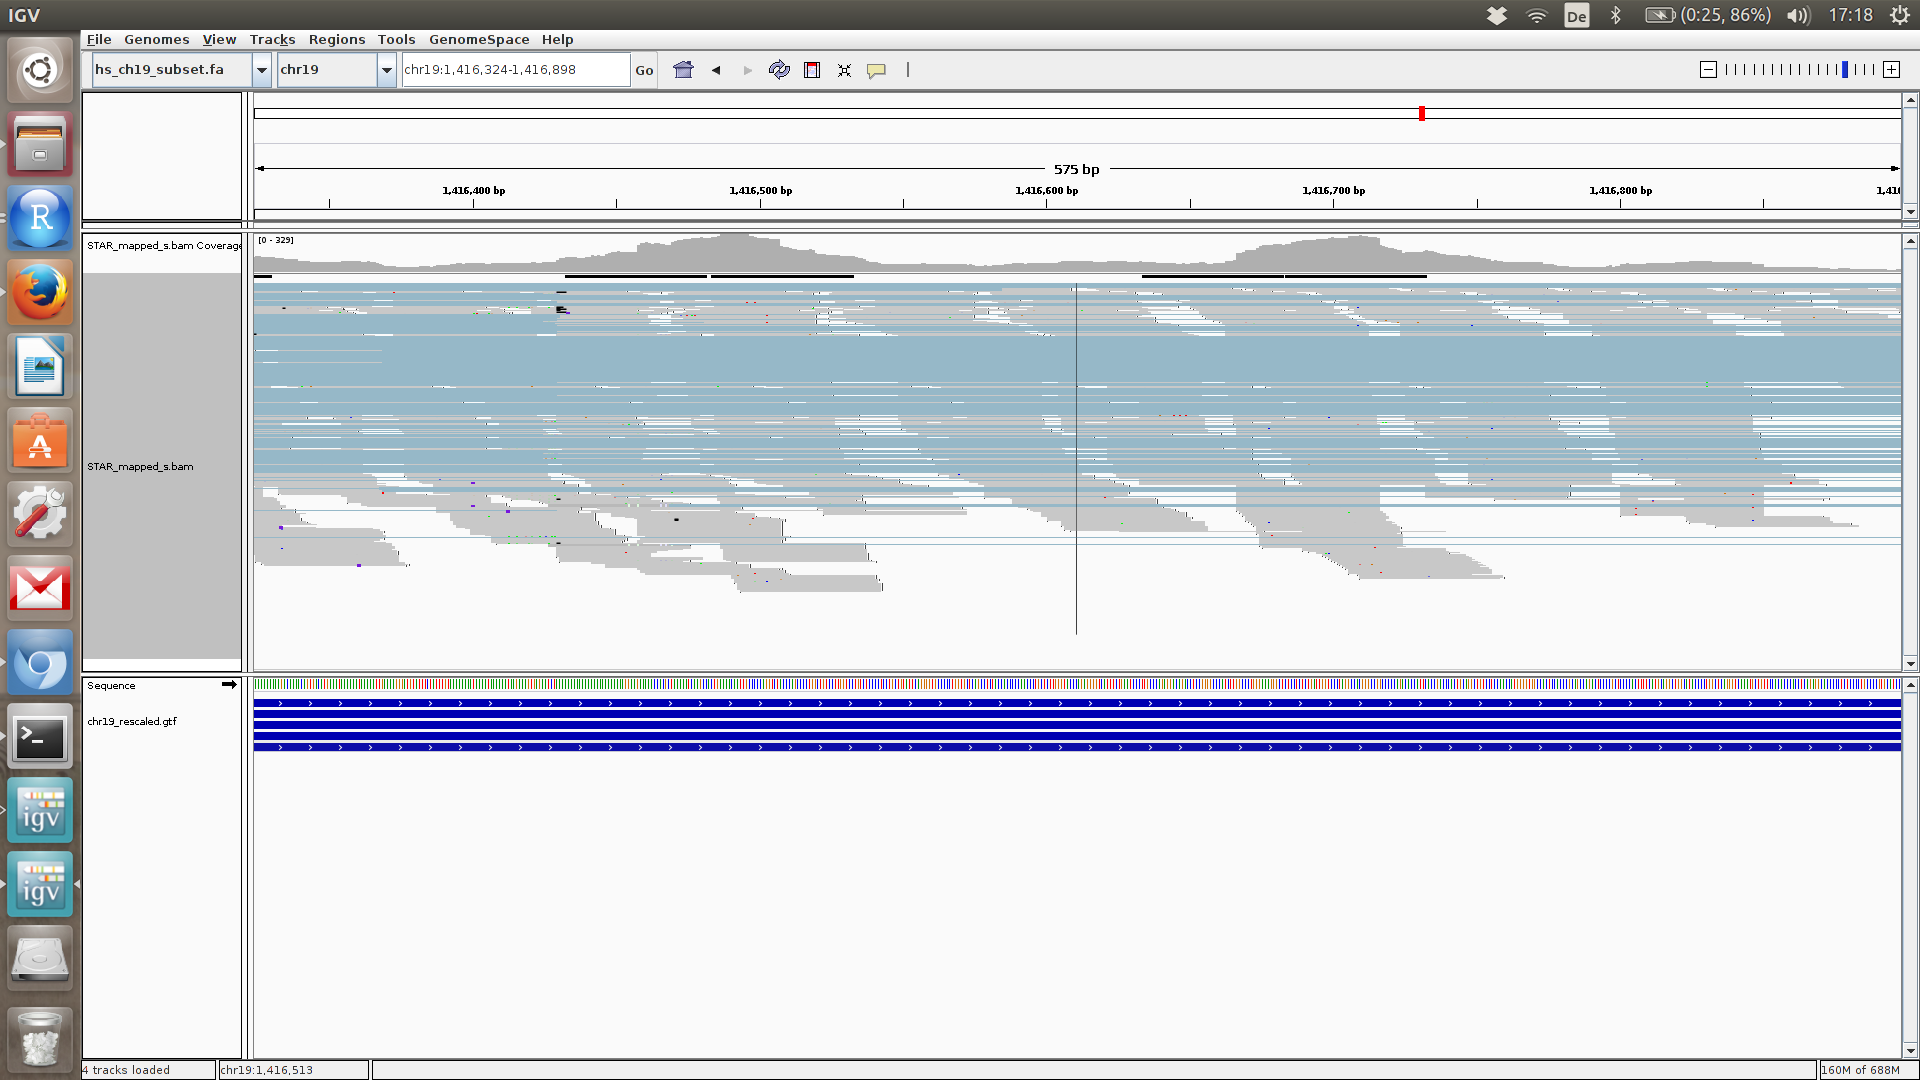 IGV
De
(0:25, 86%)
17:18
File Genomes View Tracks Regions Tools GenomeSpace Help
hs_ch19_subset.fa
chr19
chr19:1,416,324-1,416,898
Go
575 bp
1,416,400 bp
1,416,500 bp
1,416,600 bp
1,416,700 bp
1,416,800 bp
1,410
STAR_mapped_s.bam Coverage
[0 - 329]
STAR_mapped_s.bam
Sequence
chr19_rescaled.gtf
R
A
>_
igv
igv
4 tracks loaded
chr19:1,416,513
160M of 688M